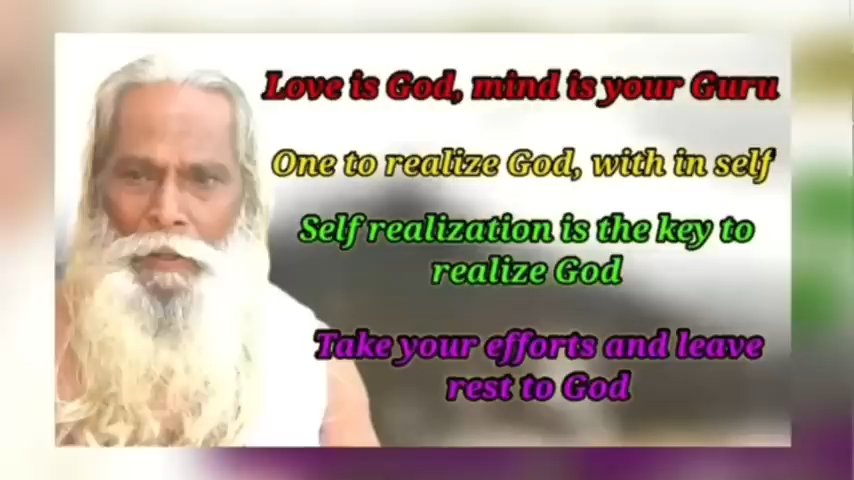 Love is God, mind is your Guru
One to realize God, with in self
Self realization is the key to
realize God
Take your efforts and leave
rest to God